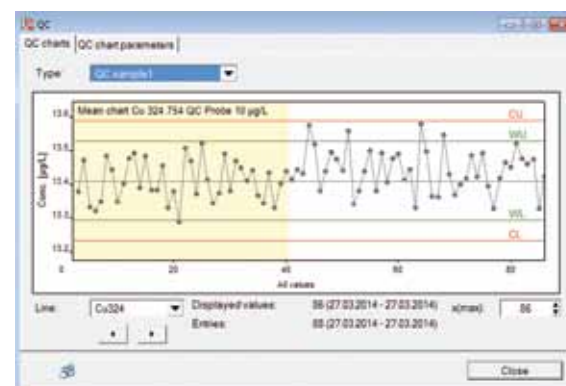 QC
QC charts QC chart parameters
Type: QC sample1
Mean chart Cu 324.754 QC Probe 10 µg/L
Conc. [µg/L]
13.6
13.5
13.4
13.3
13.2
CU
WU
WL
CL
0 20 40 60 80
All values
Line: Cu324 Displayed values: 86 (27.03.2014 - 27.03.2014) x(max): 86
Entries: 88 (27.03.2014 - 27.03.2014)
Close